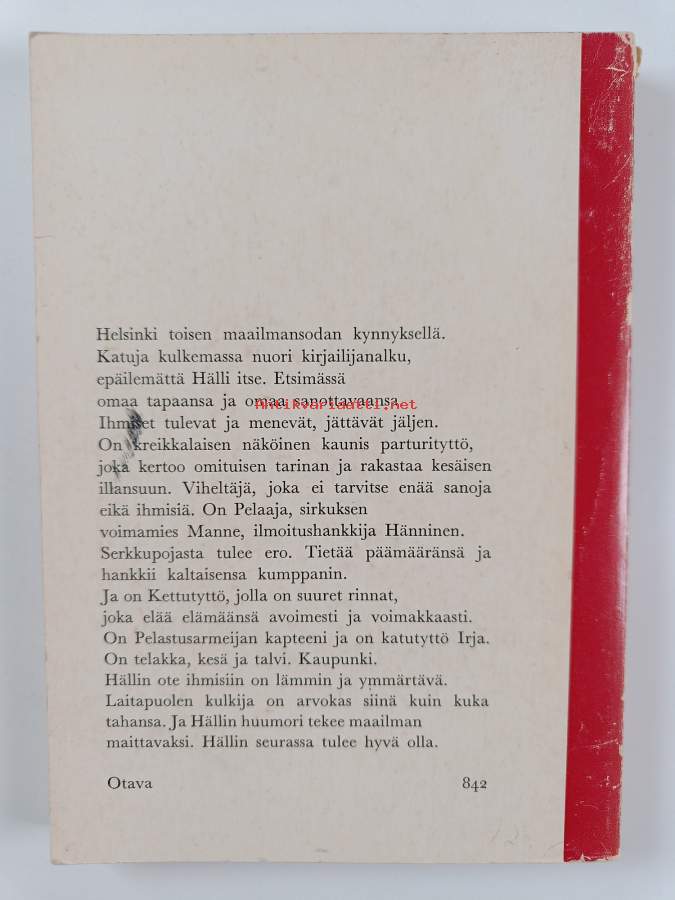 Helsinki toisen maailmansodan kynnyksellä.
Katuja kulkemassa nuori kirjailijanalku,
epäilemättä Hälli itse. Etsimässä
omaa tapaansa ja omaa sanottavaansa.
Antikvariaatti.net
Ihmiset tulevat ja menevät, jättävät jäljen.
On kreikkalaisen näköinen kaunis parturityttö,
joka kertoo omituisen tarinan ja rakastaa kesäisen
illansuun. Viheltäjä, joka ei tarvitse enää sanoja
eikä ihmisiä. On Pelaaja, sirkuksen
voimamies Manne, ilmoitushankkija Hänninen.
Serkkupojasta tulee ero. Tietää päämääränsä ja
hankkii kaltaisensa kumppanin.
Ja on Kettutyttö, jolla on suuret rinnat,
joka elää elämäänsä avoimesti ja voimakkaasti.
On Pelastusarmeijan kapteeni ja on katutyttö Irja.
On telakka, kesä ja talvi. Kaupunki.
Hällin ote ihmisiin on lämmin ja ymmärtävä.
Laitapuolen kulkija on arvokas siinä kuin kuka
tahansa. Ja Hällin huumori tekee maailman
maittavaksi. Hällin seurassa tulee hyvä olla.
Otava 842